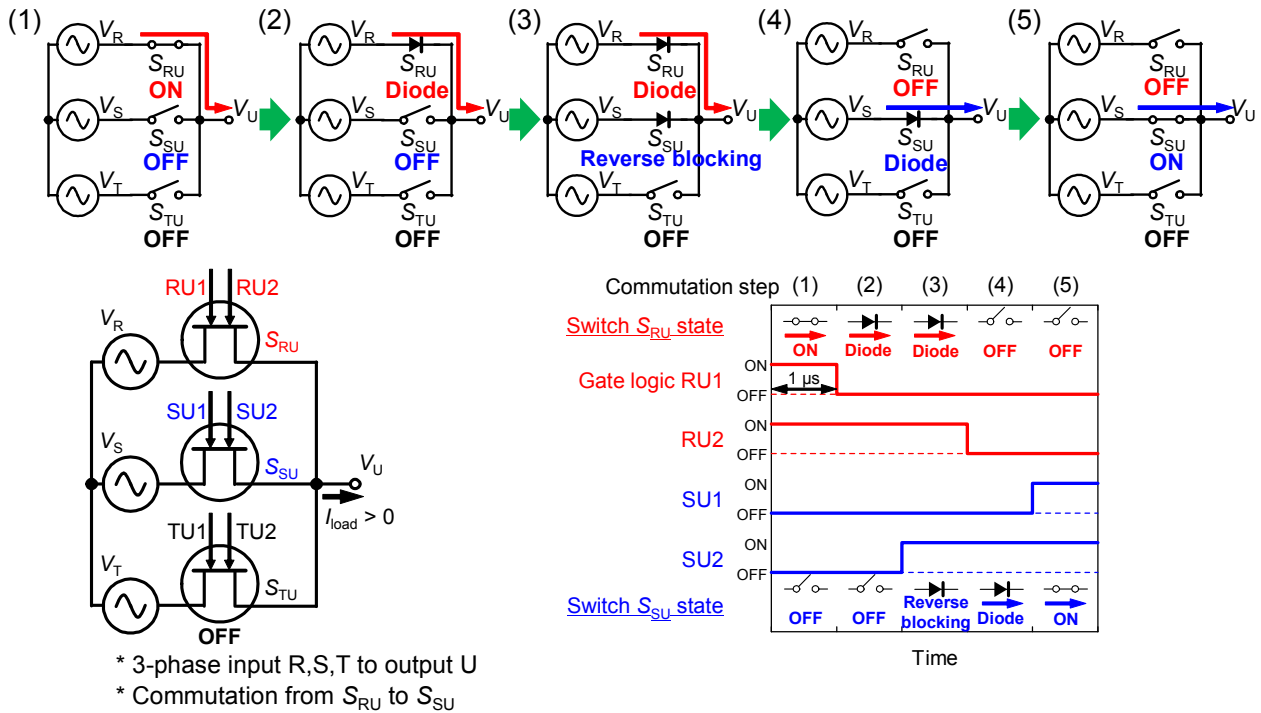 (1) (2) (3) (4) (5)
VR VR VR VR VR
SRU SRU SRU SRU SRU
ON Diode Diode OFF OFF
VS VU VS VU VS VU VS VU VS VU
SSU SSU SSU SSU SSU
OFF OFF Reverse blocking Diode ON
VT VT VT VT VT
STU STU STU STU STU
OFF OFF OFF OFF OFF
RU1 RU2
VR
SRU
SU1 SU2
VS
SSU
VU
Iload > 0
TU1 TU2
VT
STU
OFF
* 3-phase input R,S,T to output U
* Commutation from SRU to SSU
Commutation step (1) (2) (3) (4) (5)
Switch SRU state
ON Diode Diode OFF OFF
Gate logic RU1 ON
1 µs
OFF
RU2 ON
OFF
SU1 ON
OFF
SU2 ON
OFF
Switch SSU state
OFF OFF Reverse blocking Diode ON
Time